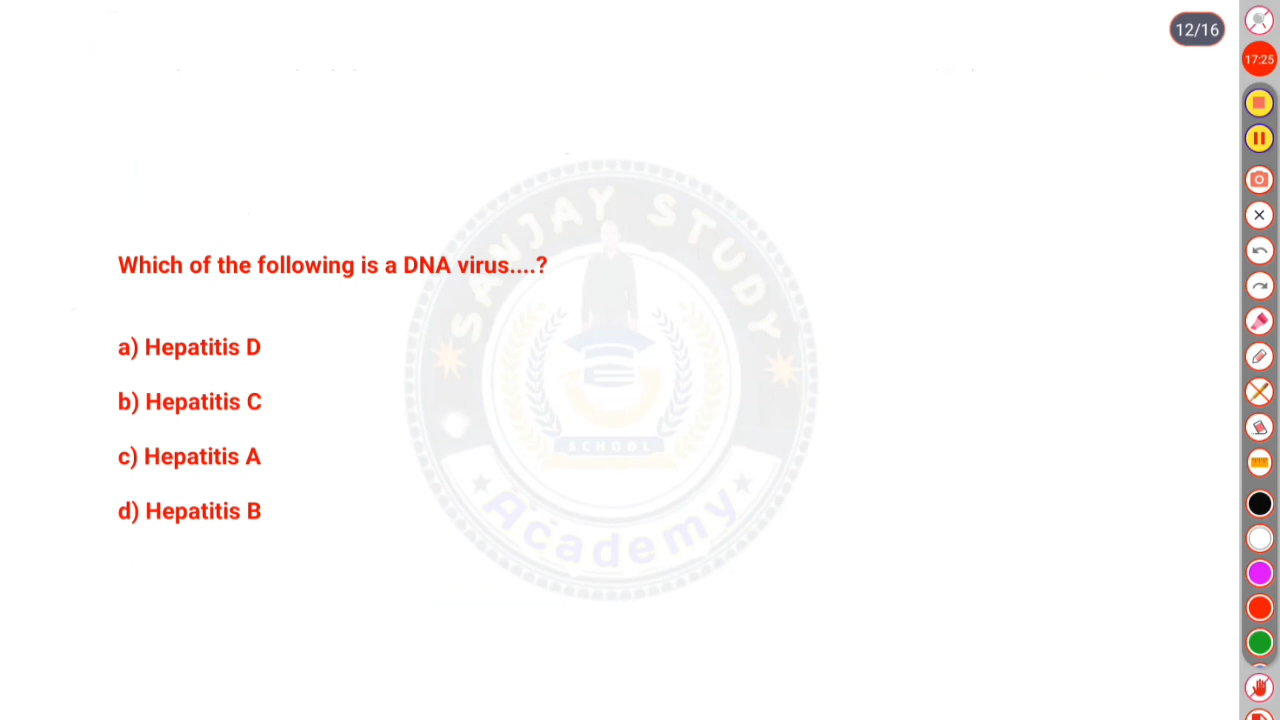 12/16
17:25
SANJAY STUDY
Which of the following is a DNA virus....?
a) Hepatitis D
b) Hepatitis C
c) Hepatitis A
SCHOOL
d) Hepatitis B
Academy